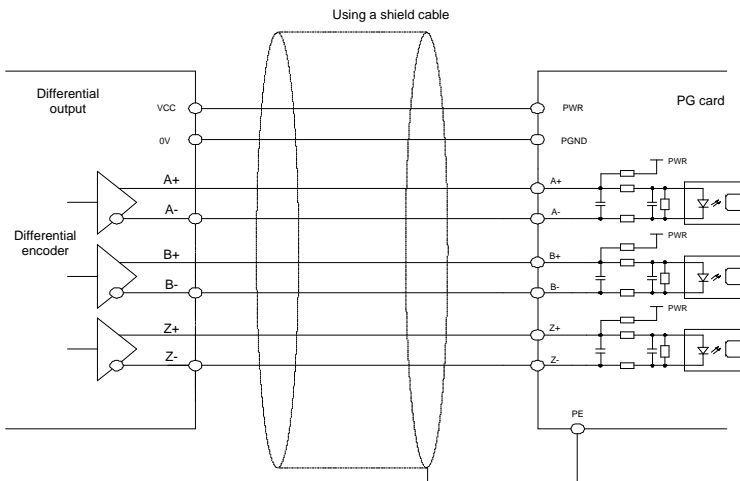 Using a shield cable
Differential
output
PG card
VCC
PWR
0V
PGND
PWR
A+
A+
A-
A-
Differential
encoder
PWR
B+
B+
B-
B-
PWR
Z+
Z+
Z-
Z-
PE